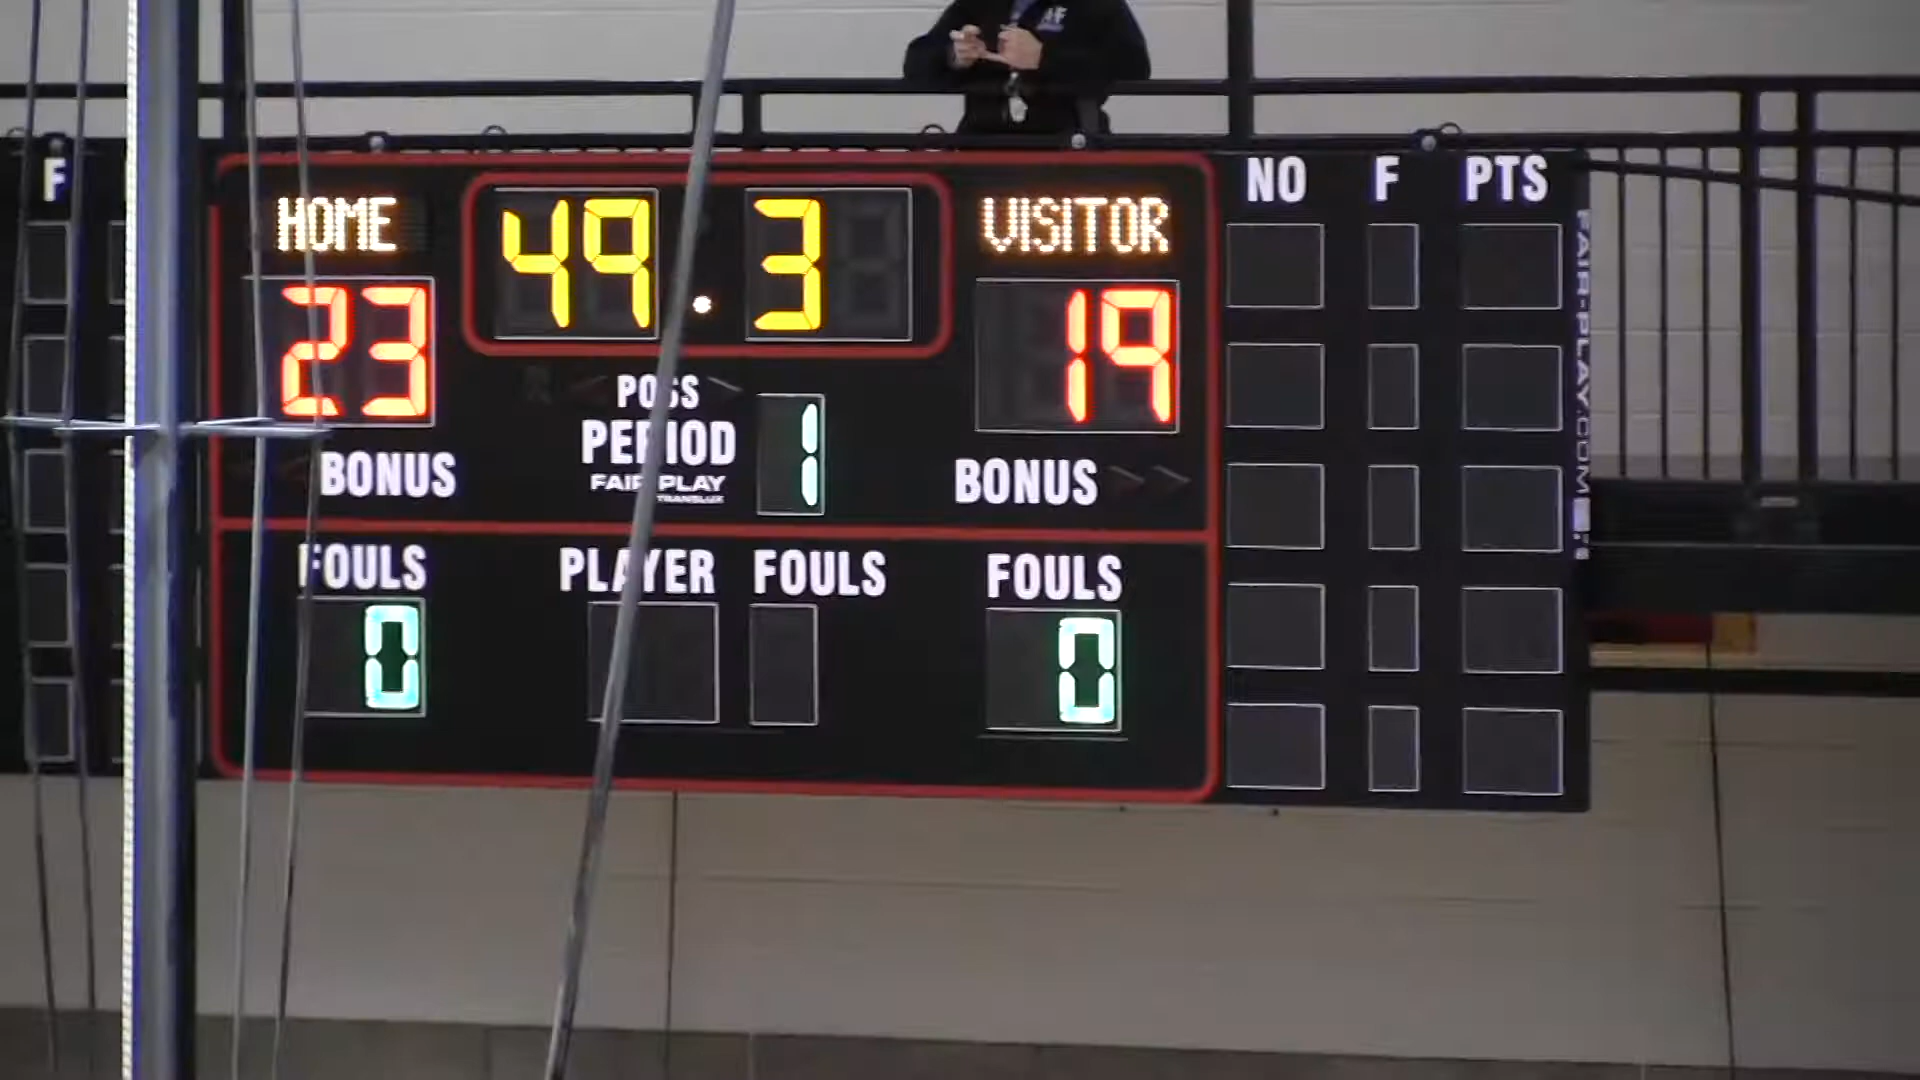 F
HOME 49.3 VISITOR
23 19
POSS
PERIOD 1
FAIR PLAY
TRANSLUX
BONUS BONUS
FOULS PLAYER FOULS FOULS
0 0
NO F PTS
FAIR-PLAY.COM